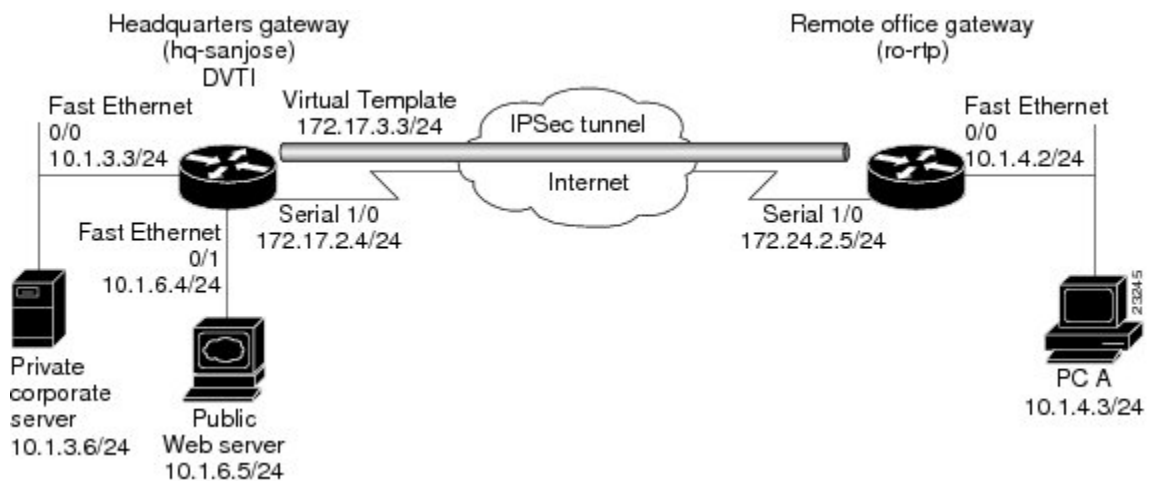 Headquarters gateway
(hq-sanjose)
DVTI
Remote office gateway
(ro-rtp)
Fast Ethernet
0/0
10.1.3.3/24
Virtual Template
172.17.3.3/24
IPSec tunnel
Internet
Fast Ethernet
0/0
10.1.4.2/24
Serial 1/0
172.17.2.4/24
Serial 1/0
172.24.2.5/24
Fast Ethernet
0/1
10.1.6.4/24
Private
corporate
server
10.1.3.6/24
Public
Web server
10.1.6.5/24
23245
PC A
10.1.4.3/24